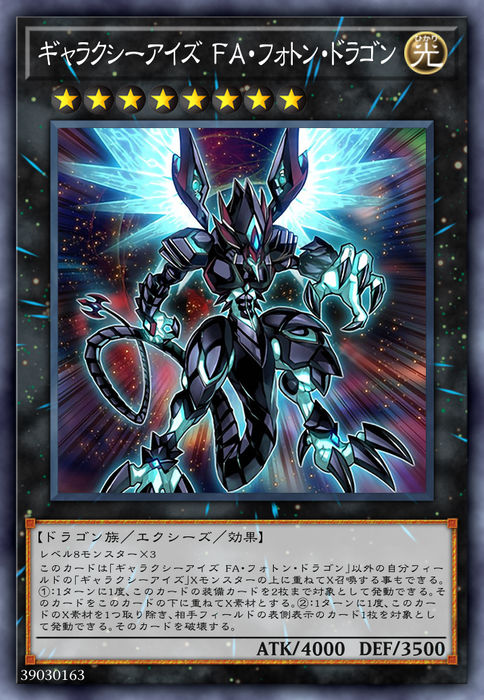 ギャラクシーアイズ FA・フォトン・ドラゴン
ひかり
光
【ドラゴン族／エクシーズ／効果】
レベル8モンスター×3
このカードは「ギャラクシーアイズ FA・フォトン・ドラゴン」以外の自分フィー
ルドの「ギャラクシーアイズ」Xモンスターの上に重ねてX召喚する事もできる。
①：1ターンに1度、このカードの装備カードを2枚まで対象として発動できる。そ
のカードをこのカードの下に重ねてX素材とする。②：1ターンに1度、このカー
ドのX素材を1つ取り除き、相手フィールドの表側表示のカード1枚を対象とし
て発動できる。そのカードを破壊する。
ATK/4000 DEF/3500
39030163